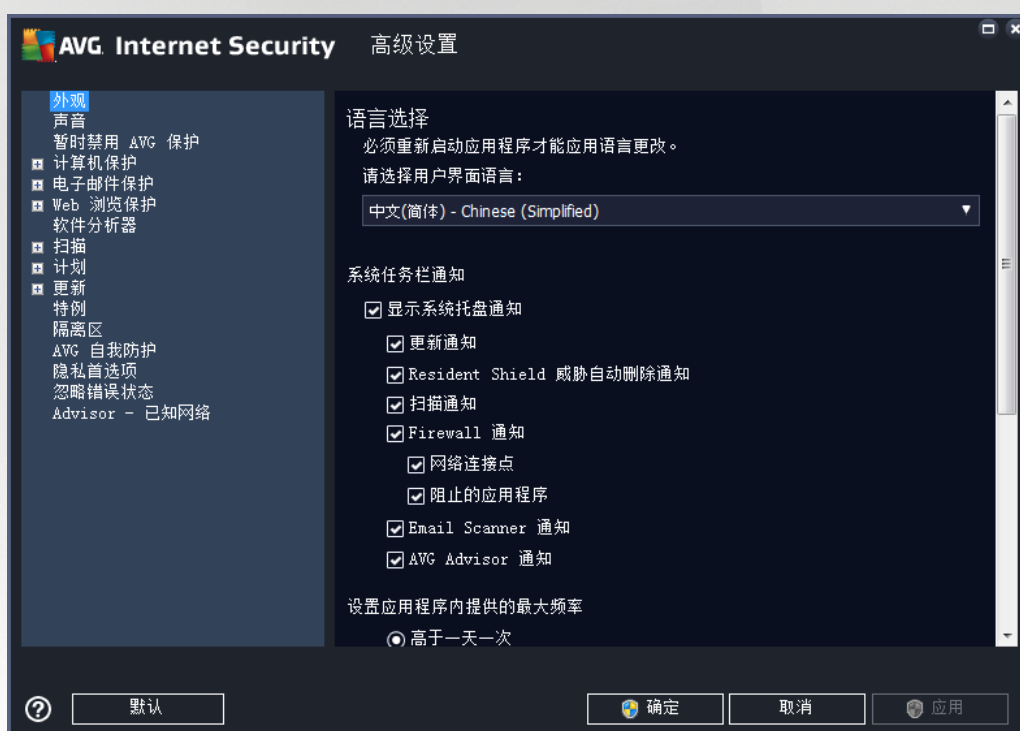 AVG. Internet Security 高级设置
外观
声音
暂时禁用 AVG 保护
计算机保护
电子邮件保护
Web 浏览保护
软件分析器
扫描
计划
更新
特例
隔离区
AVG 自我防护
隐私首选项
忽略错误状态
Advisor - 已知网络
语言选择
必须重新启动应用程序才能应用语言更改。
请选择用户界面语言：
中文(简体) - Chinese (Simplified)
系统任务栏通知
显示系统托盘通知
更新通知
Resident Shield 威胁自动删除通知
扫描通知
Firewall 通知
网络连接点
阻止的应用程序
Email Scanner 通知
AVG Advisor 通知
设置应用程序内提供的最大频率
高于一天一次
默认
确定
取消
应用